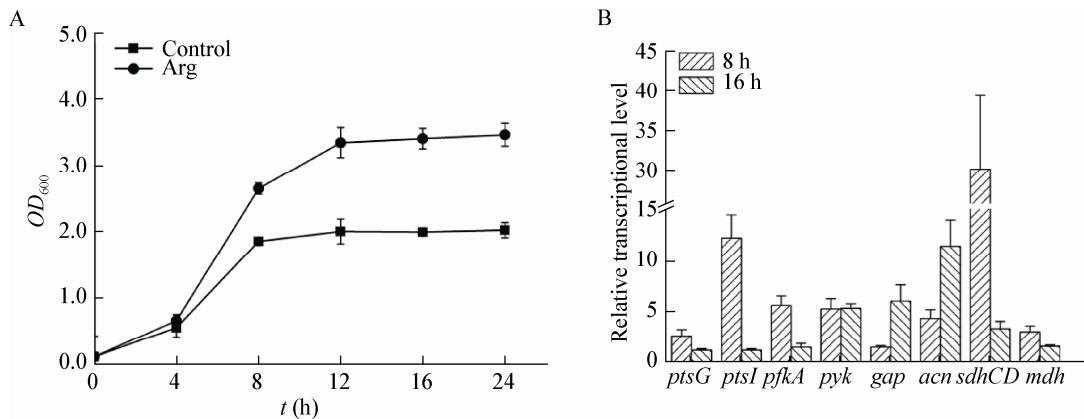 A
5.0
4.0
3.0
2.0
1.0
0.0
OD600
Control
Arg
0 4 8 12 16 24
t (h)
B
45
40
35
30
15
10
5
0
Relative transcriptional level
8 h
16 h
ptsG ptsI pfkA pyk gap acn sdhCD mdh